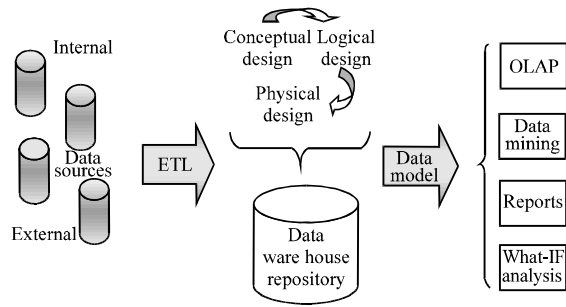 Internal
Data
sources
External
ETL
Conceptual
design
Logical
design
Physical
design
Data
ware house
repository
Data
model
OLAP
Data
mining
Reports
What-IF
analysis